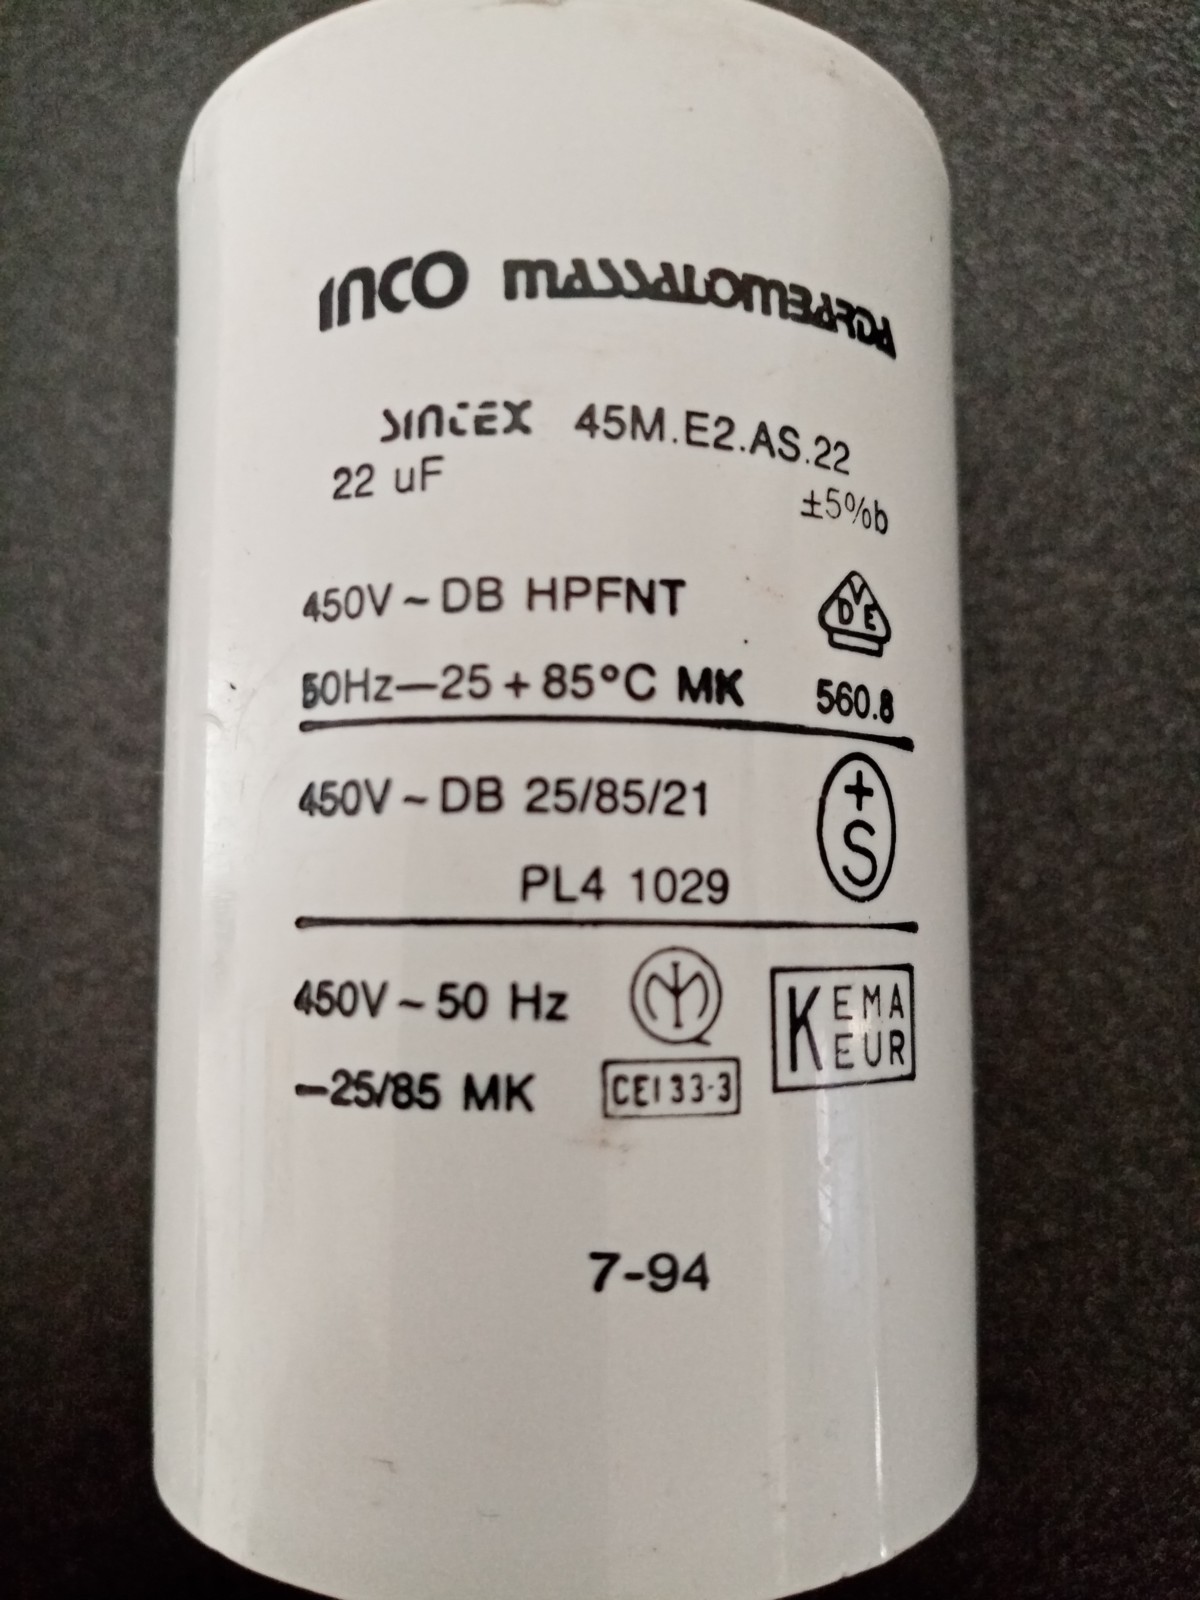 INCO MASSALOMBARDA
SINTEX 45M.E2.AS.22
22 uF ±5%b
450V ~ DB HPFNT
VDE
50Hz—25 + 85°C MK 560.8
450V ~ DB 25/85/21
+S
PL4 1029
450V ~ 50 Hz
KEMA
EUR
-25/85 MK CEI 33-3
7-94